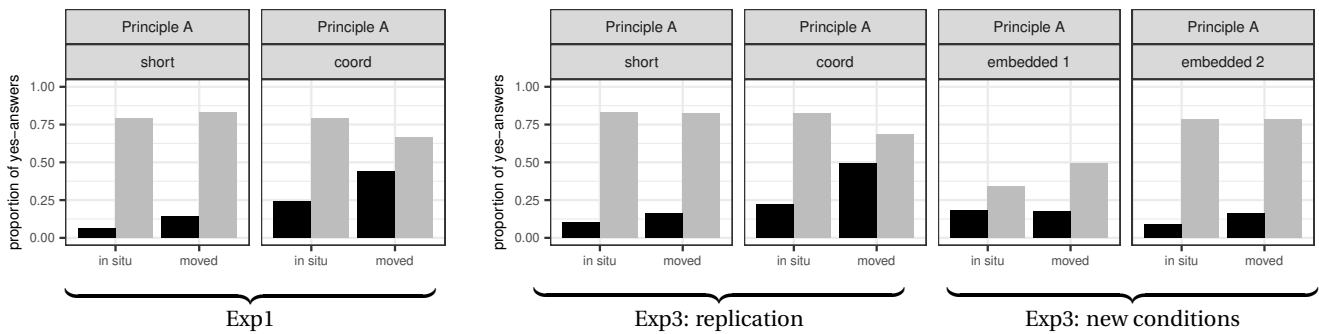 Principle A Principle A Principle A Principle A Principle A Principle A
short coord short coord embedded 1 embedded 2
proportion of yes−answers
1.00 1.00
0.75 0.75
0.50 0.50
0.25 0.25
0.00 0.00
proportion of yes−answers
in situ moved in situ moved in situ moved in situ moved in situ moved in situ moved
Exp1 Exp3: replication Exp3: new conditions